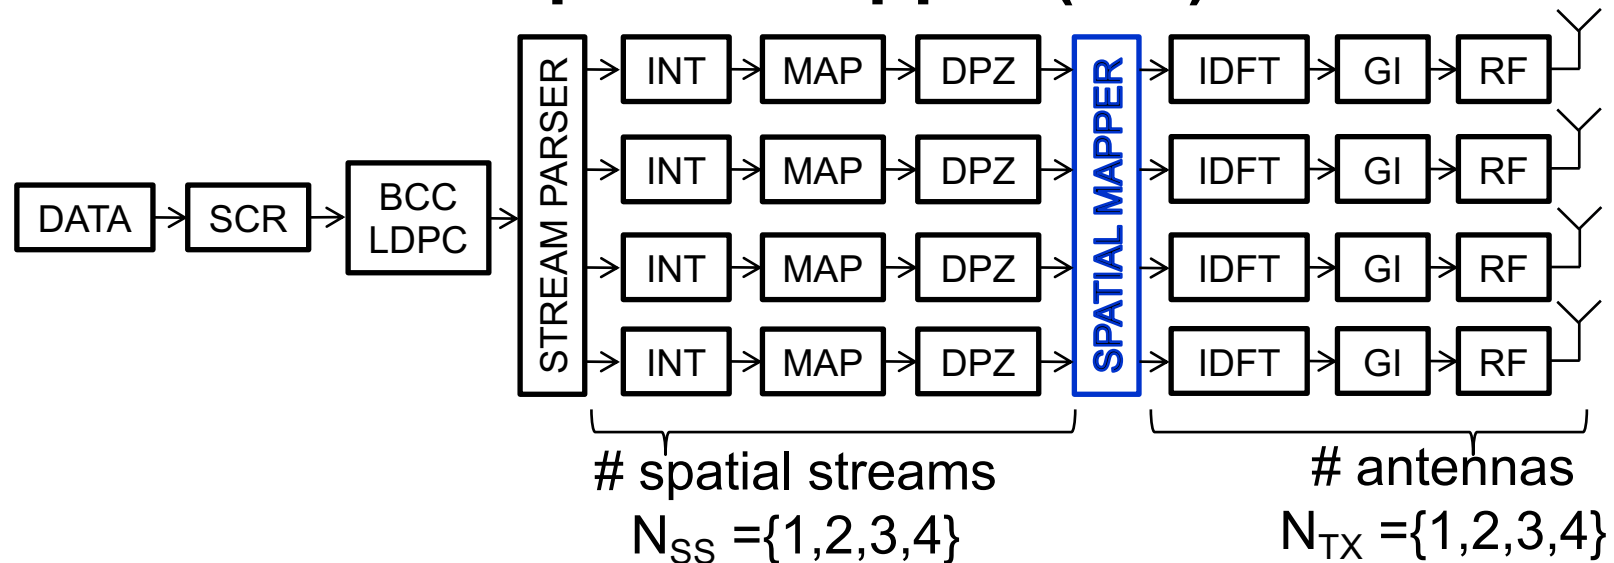 DATA
SCR
BCC
LDPC
STREAM PARSER
INT MAP DPZ
INT MAP DPZ
INT MAP DPZ
INT MAP DPZ
SPATIAL MAPPER
IDFT GI RF
IDFT GI RF
IDFT GI RF
IDFT GI RF
# spatial streams
N_SS ={1,2,3,4}
# antennas
N_TX ={1,2,3,4}